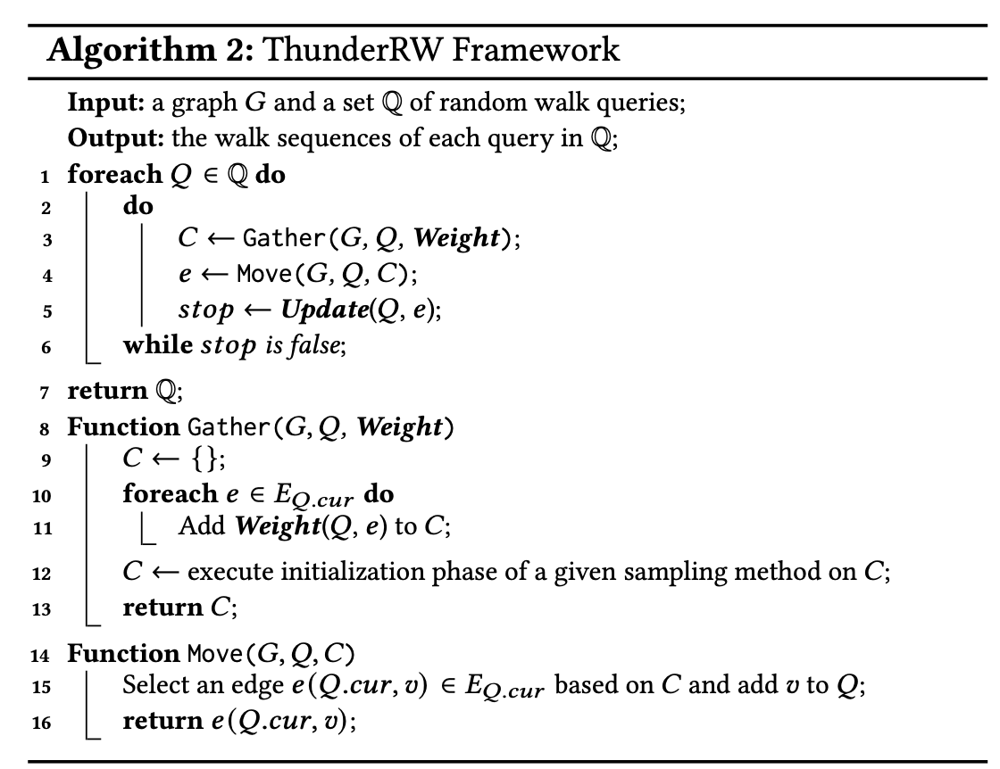 Algorithm 2: ThunderRW Framework
Input: a graph G and a set ℚ of random walk queries;
Output: the walk sequences of each query in ℚ;
1 foreach Q ∈ ℚ do
2 do
3 C ← Gather(G, Q, Weight);
4 e ← Move(G, Q, C);
5 stop ← Update(Q, e);
6 while stop is false;
7 return ℚ;
8 Function Gather(G, Q, Weight)
9 C ← {};
10 foreach e ∈ E_{Q.cur} do
11 Add Weight(Q, e) to C;
12 C ← execute initialization phase of a given sampling method on C;
13 return C;
14 Function Move(G, Q, C)
15 Select an edge e(Q.cur, v) ∈ E_{Q.cur} based on C and add v to Q;
16 return e(Q.cur, v);